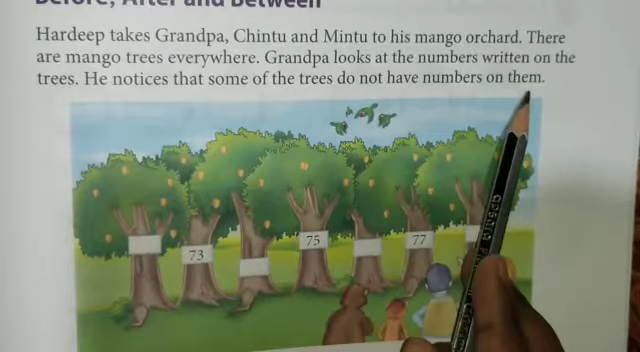 Before, After and Between
Hardeep takes Grandpa, Chintu and Mintu to his mango orchard. There
are mango trees everywhere. Grandpa looks at the numbers written on the
trees. He notices that some of the trees do not have numbers on them.
73
75
77